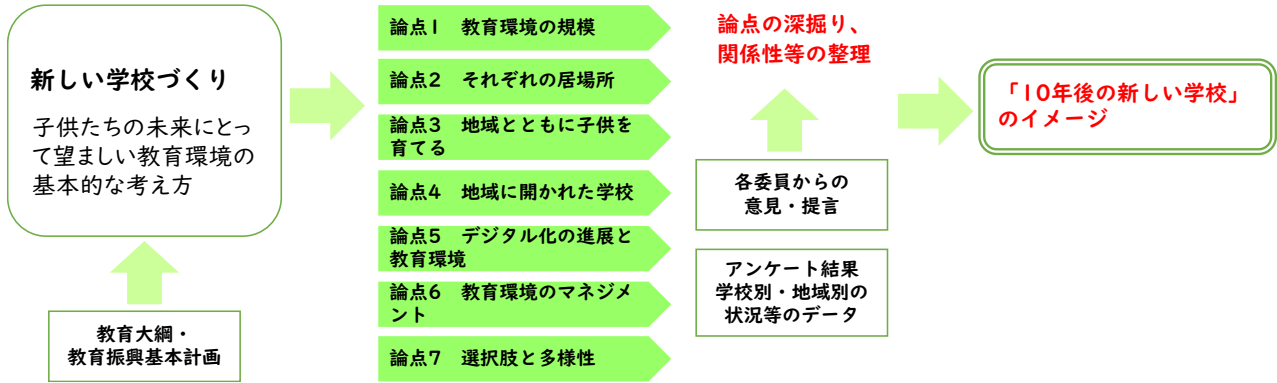 新しい学校づくり
子供たちの未来にとっ
て望ましい教育環境の
基本的な考え方
教育大綱・
教育振興基本計画
論点1　教育環境の規模
論点2　それぞれの居場所
論点3　地域とともに子供を
育てる
論点4　地域に開かれた学校
論点5　デジタル化の進展と
教育環境
論点6　教育環境のマネジメ
ント
論点7　選択肢と多様性
論点の深掘り、
関係性等の整理
各委員からの
意見・提言
アンケート結果
学校別・地域別の
状況等のデータ
「10年後の新しい学校」
のイメージ